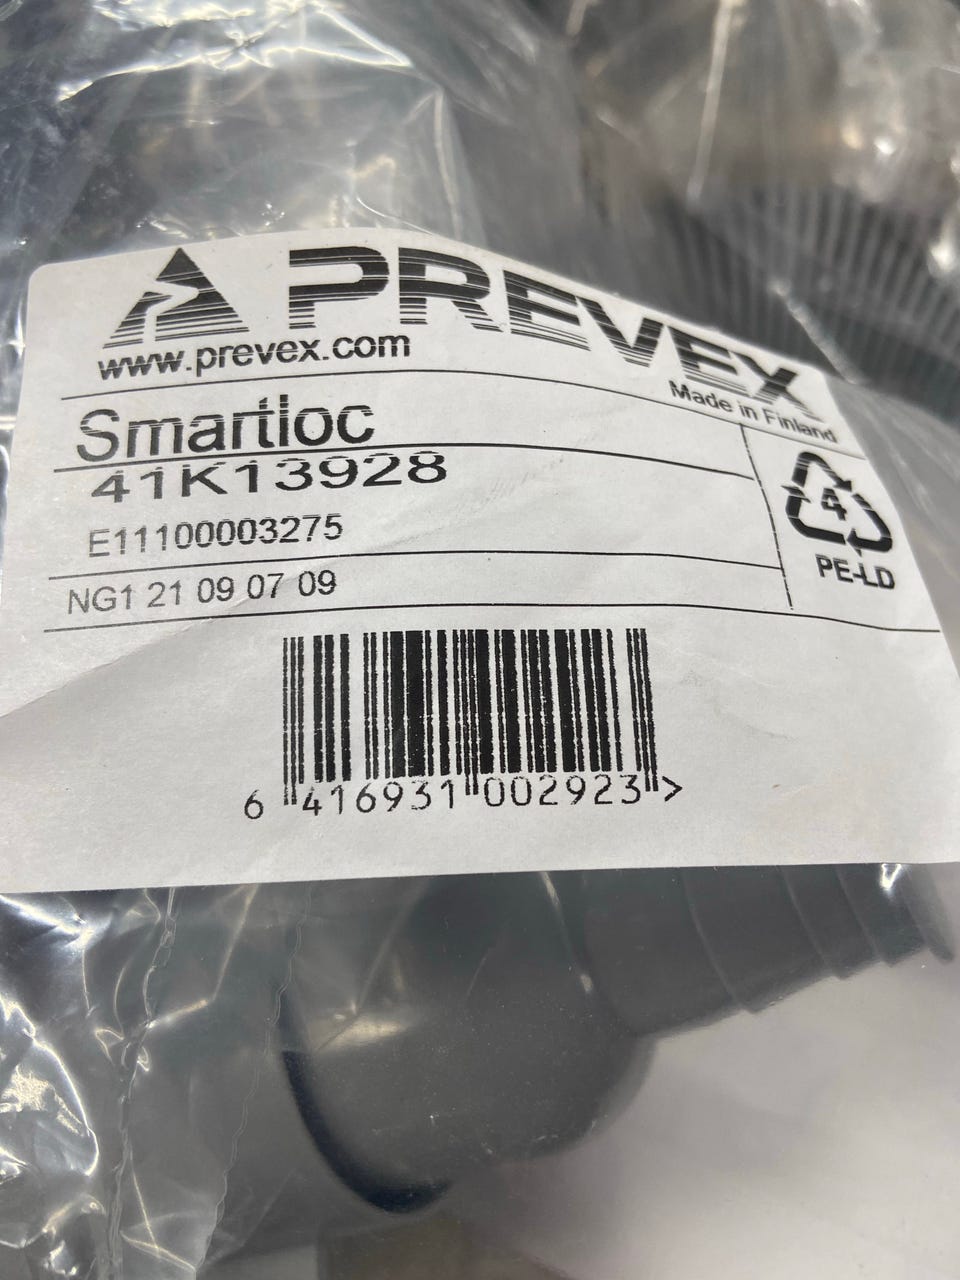 PREVEX
www.prevex.com
Made in Finland
Smartloc
41K13928
E11100003275
NG1 21 09 07 09
4
PE-LD
6 416931 002923 >